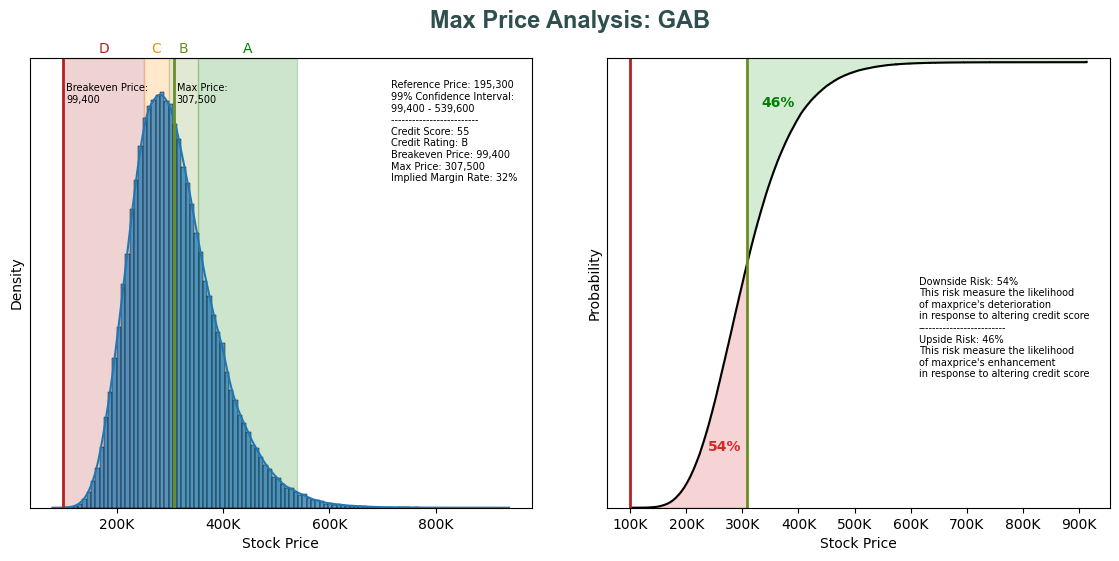 Max Price Analysis: GAB
D C B A
Breakeven Price:
99,400
Max Price:
307,500
Reference Price: 195,300
99% Confidence Interval:
99,400 - 539,600
-------------------------
Credit Score: 55
Credit Rating: B
Breakeven Price: 99,400
Max Price: 307,500
Implied Margin Rate: 32%
Density
200K 400K 600K 800K
Stock Price
46%
54%
Downside Risk: 54%
This risk measure the likelihood
of maxprice's deterioration
in response to altering credit score
-------------------------
Upside Risk: 46%
This risk measure the likelihood
of maxprice's enhancement
in response to altering credit score
Probability
100K 200K 300K 400K 500K 600K 700K 800K 900K
Stock Price